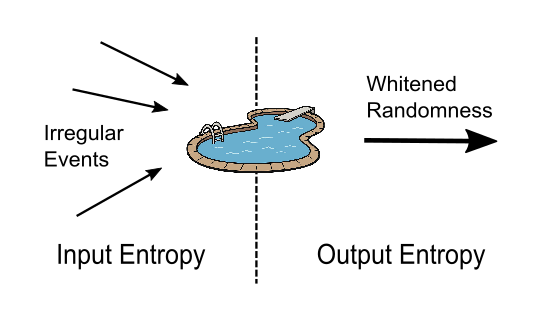 Irregular
Events
Whitened
Randomness
Input Entropy
Output Entropy